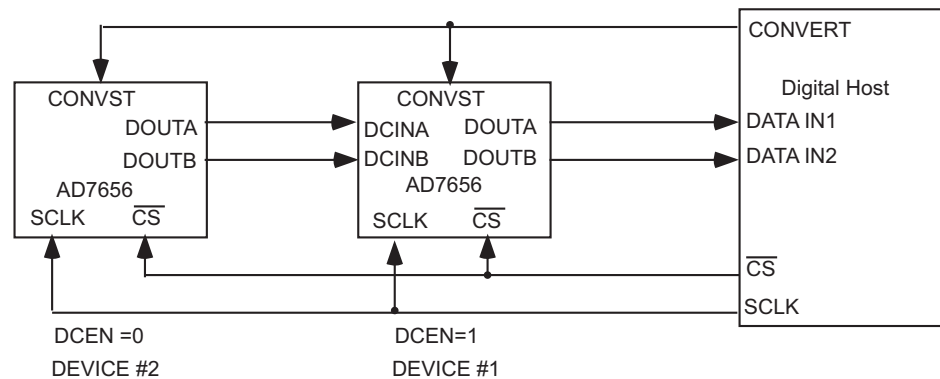 CONVERT
Digital Host
DATA IN1
DATA IN2
CS
SCLK
CONVST
DOUTA
DOUTB
AD7656
SCLK CS
CONVST
DCINA DOUTA
DCINB DOUTB
AD7656
SCLK CS
DCEN =0
DEVICE #2
DCEN=1
DEVICE #1